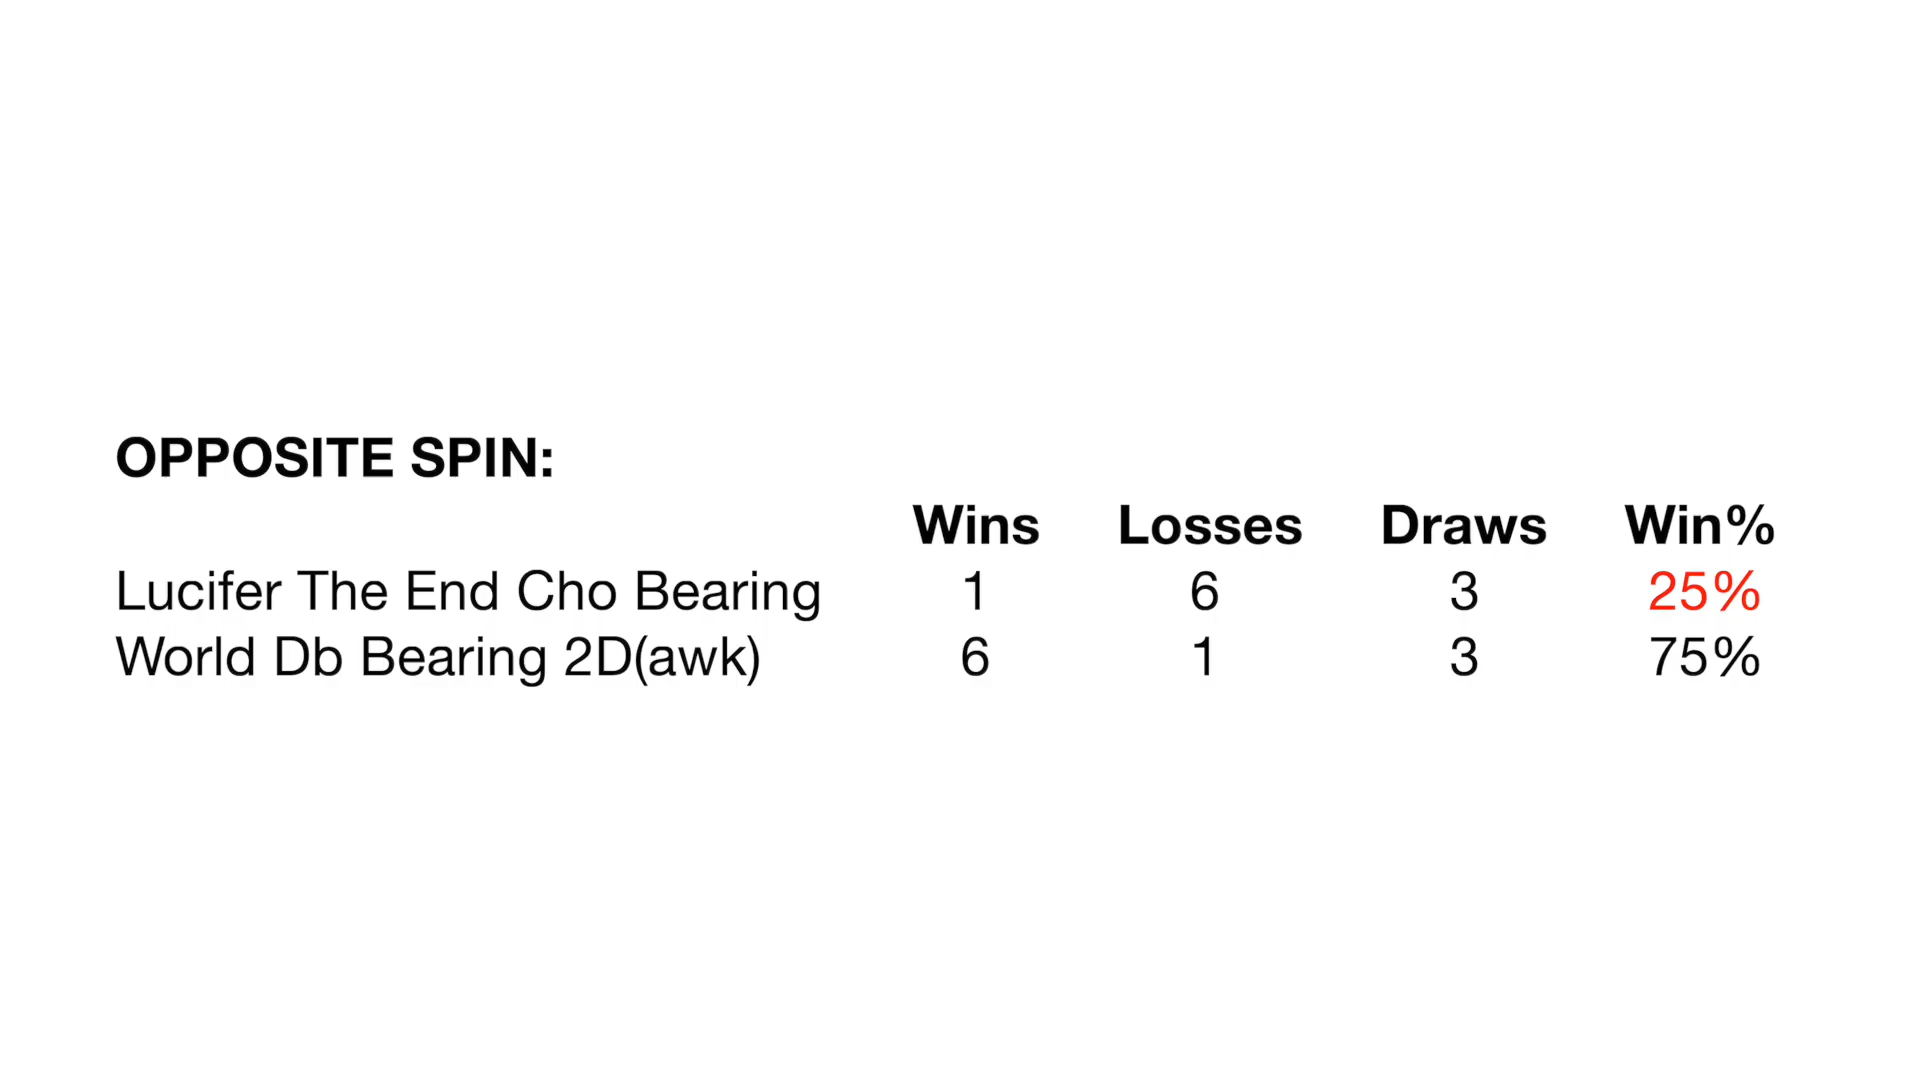 OPPOSITE SPIN:
Wins Losses Draws Win%
Lucifer The End Cho Bearing 1 6 3 25%
World Db Bearing 2D(awk) 6 1 3 75%